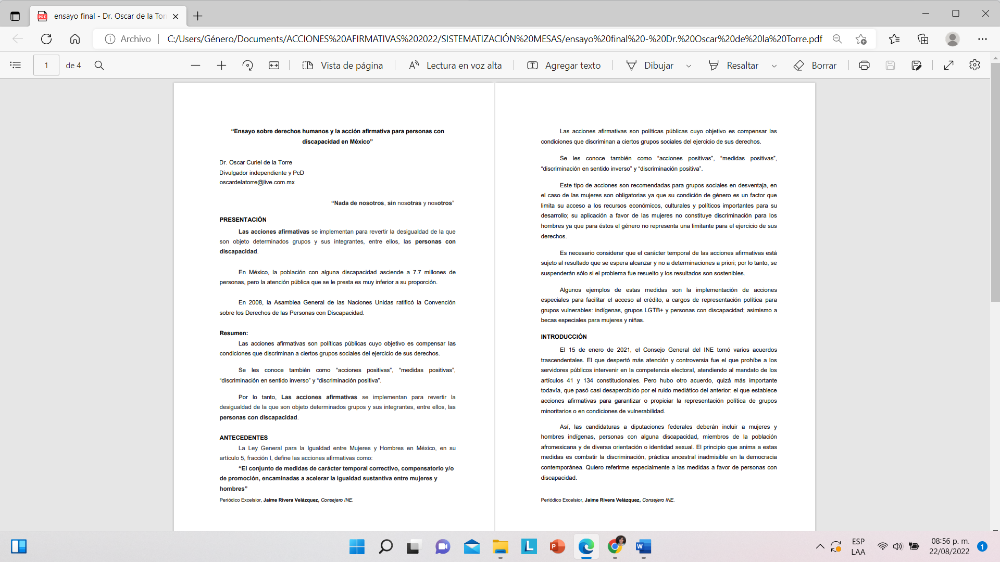 ensayo final - Dr. Oscar de la Tor
Archivo
C:/Users/Género/Documents/ACCIONES%20AFIRMATIVAS%202022/SISTEMATIZACIÓN%20MESAS/ensayo%20final%20-%20Dr.%20Oscar%20de%20la%20Torre.pdf
1 de 4
Vista de página
Lectura en voz alta
Agregar texto
Dibujar
Resaltar
Borrar
“Ensayo sobre derechos humanos y la acción afirmativa para personas con
discapacidad en México”
Dr. Oscar Curiel de la Torre
Divulgador independiente y PcD
oscardelatorre@live.com.mx
“Nada de nosotros, sin nosotras y nosotros”
PRESENTACIÓN
Las acciones afirmativas se implementan para revertir la desigualdad de la que
son objeto determinados grupos y sus integrantes, entre ellos, las personas con
discapacidad.
En México, la población con alguna discapacidad asciende a 7.7 millones de
personas, pero la atención pública que se le presta es muy inferior a su proporción.
En 2008, la Asamblea General de las Naciones Unidas ratificó la Convención
sobre los Derechos de las Personas con Discapacidad.
Resumen:
Las acciones afirmativas son políticas públicas cuyo objetivo es compensar las
condiciones que discriminan a ciertos grupos sociales del ejercicio de sus derechos.
Se les conoce también como “acciones positivas”, “medidas positivas”,
“discriminación en sentido inverso” y “discriminación positiva”.
Por lo tanto, Las acciones afirmativas se implementan para revertir la
desigualdad de la que son objeto determinados grupos y sus integrantes, entre ellos, las
personas con discapacidad.
ANTECEDENTES
La Ley General para la Igualdad entre Mujeres y Hombres en México, en su
artículo 5, fracción I, define las acciones afirmativas como:
“El conjunto de medidas de carácter temporal correctivo, compensatorio y/o
de promoción, encaminadas a acelerar la igualdad sustantiva entre mujeres y
hombres”
Periódico Excelsior, Jaime Rivera Velázquez, Consejero INE.
Las acciones afirmativas son políticas públicas cuyo objetivo es compensar las
condiciones que discriminan a ciertos grupos sociales del ejercicio de sus derechos.
Se les conoce también como “acciones positivas”, “medidas positivas”,
“discriminación en sentido inverso” y “discriminación positiva”.
Este tipo de acciones son recomendadas para grupos sociales en desventaja, en
el caso de las mujeres son obligatorias ya que su condición de género es un factor que
limita su acceso a los recursos económicos, culturales y políticos importantes para su
desarrollo; su aplicación a favor de las mujeres no constituye discriminación para los
hombres ya que para éstos el género no representa una limitante para el ejercicio de sus
derechos.
Es necesario considerar que el carácter temporal de las acciones afirmativas está
sujeto al resultado que se espera alcanzar y no a determinaciones a priori; por lo tanto, se
suspenderán sólo si el problema fue resuelto y los resultados son sostenibles.
Algunos ejemplos de estas medidas son la implementación de acciones
especiales para facilitar el acceso al crédito, a cargos de representación política para
grupos vulnerables: indígenas, grupos LGTB+ y personas con discapacidad; asimismo a
becas especiales para mujeres y niñas.
INTRODUCCIÓN
El 15 de enero de 2021, el Consejo General del INE tomó varios acuerdos
trascendentales. El que despertó más atención y controversia fue el que prohíbe a los
servidores públicos intervenir en la competencia electoral, atendiendo al mandato de los
artículos 41 y 134 constitucionales. Pero hubo otro acuerdo, quizá más importante
todavía, que pasó casi desapercibido por el ruido mediático del anterior: el que establece
acciones afirmativas para garantizar o propiciar la representación política de grupos
minoritarios o en condiciones de vulnerabilidad.
Así, las candidaturas a diputaciones federales deberán incluir a mujeres y
hombres indígenas, personas con alguna discapacidad, miembros de la población
afromexicana y de diversa orientación o identidad sexual. El principio que anima a estas
medidas es combatir la discriminación, práctica ancestral inadmisible en la democracia
contemporánea. Quiero referirme especialmente a las medidas a favor de personas con
discapacidad.
Periódico Excelsior, Jaime Rivera Velázquez, Consejero INE.
ESP
LAA
08:56 p. m.
22/08/2022
1